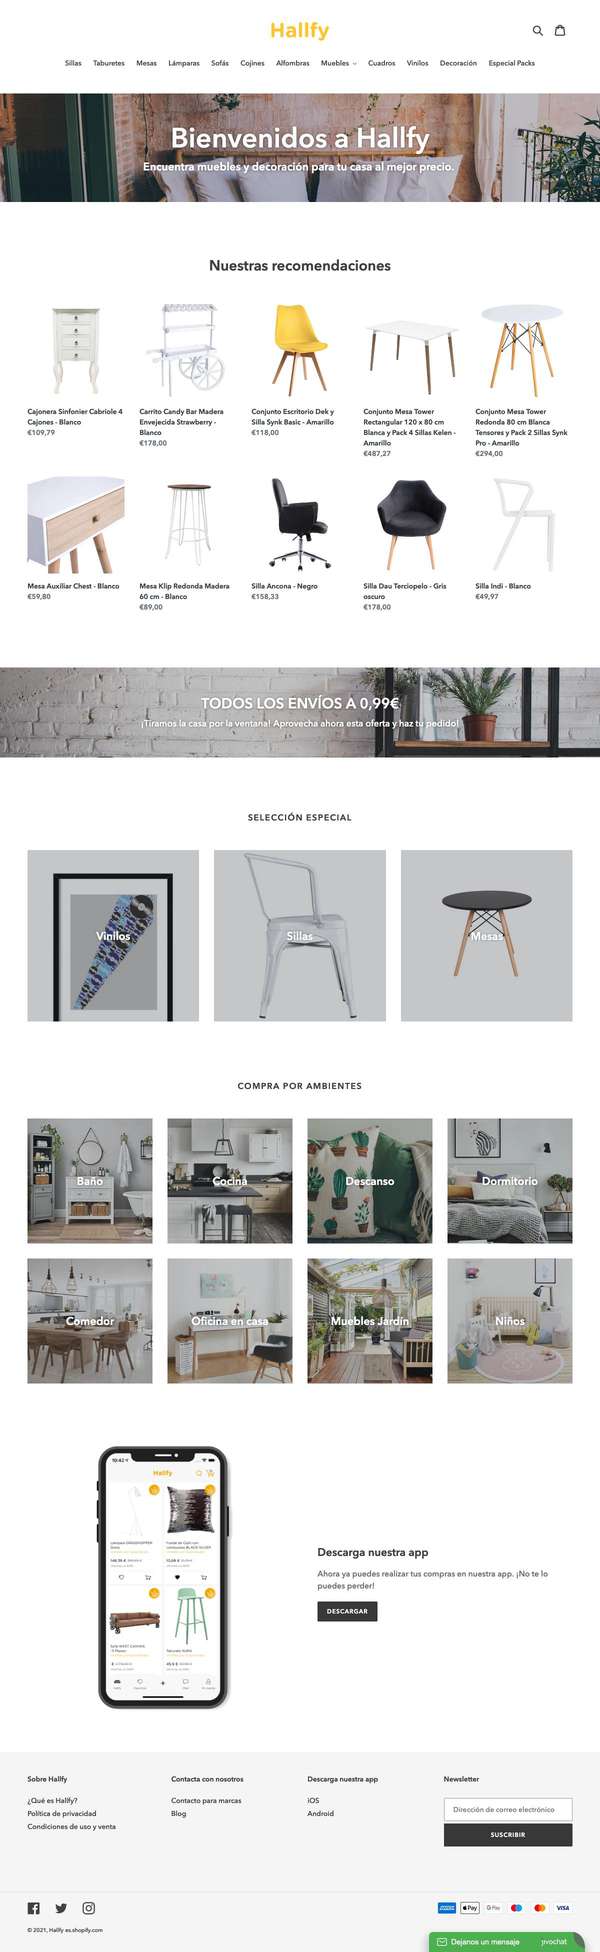 Hallfy
Sillas Taburetes Mesas Lámparas Sofás Cojines Alfombras Muebles Cuadros Vinilos Decoración Especial Packs
Bienvenidos a Hallfy
Encuentra muebles y decoración para tu casa al mejor precio.
Nuestras recomendaciones
Cajonera Sinfonier Cabriole 4
Cajones - Blanco
€109,79
Carrito Candy Bar Madera
Envejecida Strawberry -
Blanco
€178,00
Conjunto Escritorio Dek y
Silla Synk Basic - Amarillo
€118,00
Conjunto Mesa Tower
Rectangular 120 x 80 cm
Blanca y Pack 4 Sillas Kelen -
Amarillo
€487,27
Conjunto Mesa Tower
Redonda 80 cm Blanca
Tensores y Pack 2 Sillas Synk
Pro - Amarillo
€294,00
Mesa Auxiliar Chest - Blanco
€59,80
Mesa Klip Redonda Madera
60 cm - Blanco
€89,00
Silla Ancona - Negro
€158,33
Silla Dau Terciopelo - Gris
oscuro
€178,00
Silla Indi - Blanco
€49,97
TODOS LOS ENVÍOS A 0,99€
¡Tiramos la casa por la ventana! Aprovecha ahora esta oferta y haz tu pedido!
SELECCIÓN ESPECIAL
Vinilos
Sillas
Mesas
COMPRA POR AMBIENTES
Baño
Cocina
Descanso
Dormitorio
Comedor
Oficina en casa
Muebles Jardín
Niños
10:42
Hallfy
Descarga nuestra app
Ahora ya puedes realizar tus compras en nuestra app. ¡No te lo
puedes perder!
DESCARGAR
Sobre Hallfy
¿Qué es Hallfy?
Política de privacidad
Condiciones de uso y venta
Contacta con nosotros
Contacto para marcas
Blog
Descarga nuestra app
iOS
Android
Newsletter
Dirección de correo electrónico
SUSCRIBIR
Apple Pay
G Pay
VISA
© 2021, Hallfy es.shopify.com
Dejanos un mensaje
jivochat